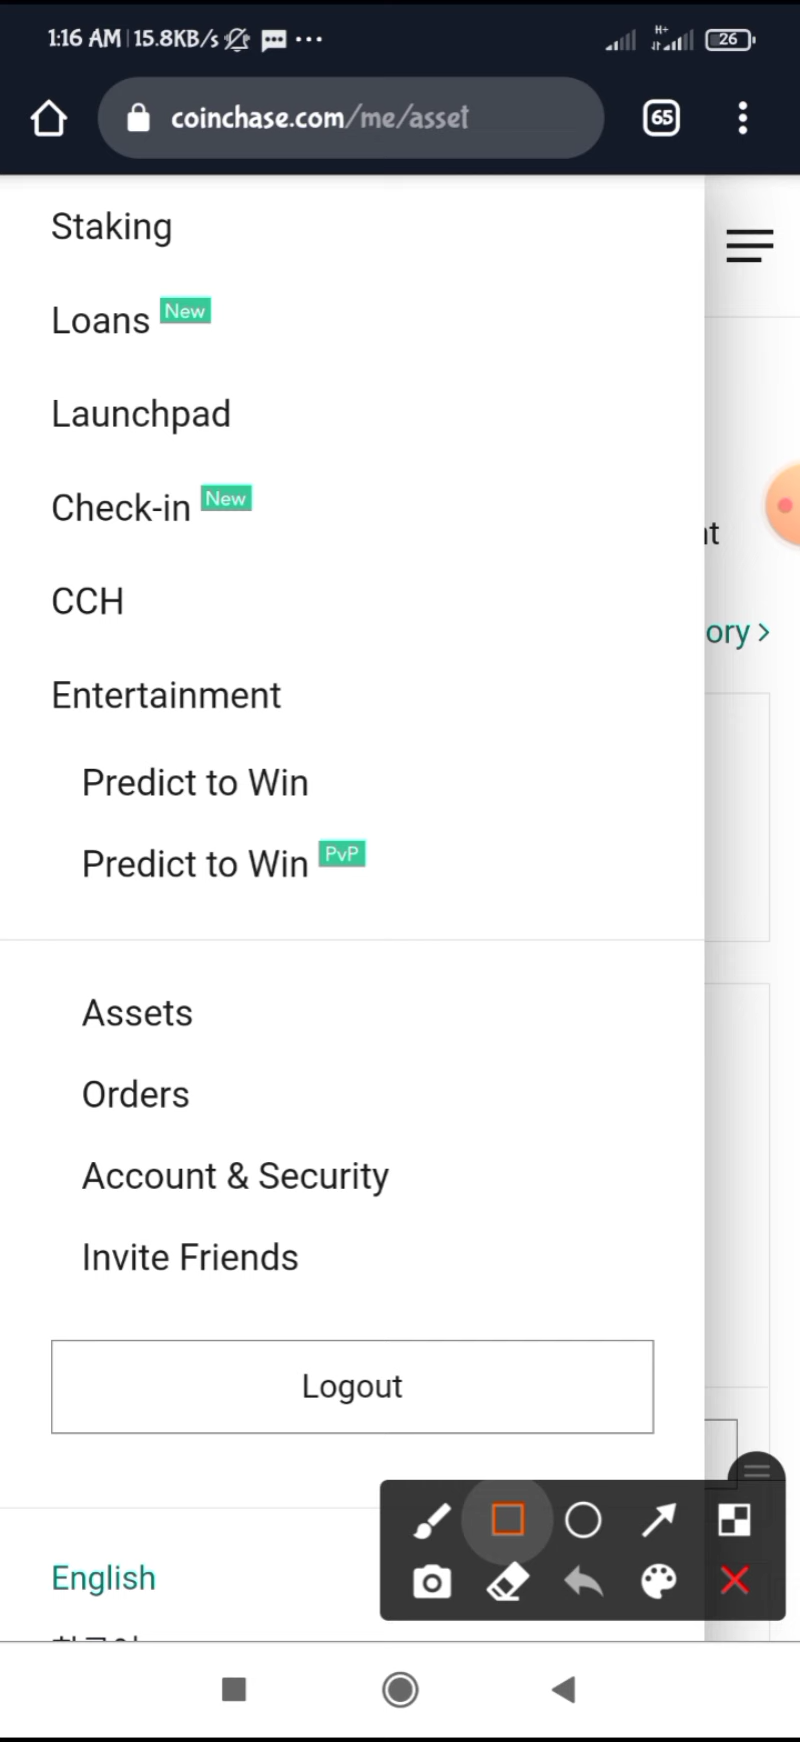 1:16 AM 15.8KB/s
H+
26
coinchase.com/me/asset
65
Staking
Loans New
Launchpad
Check-in New
CCH
ory >
Entertainment
Predict to Win
Predict to Win PvP
Assets
Orders
Account & Security
Invite Friends
Logout
English